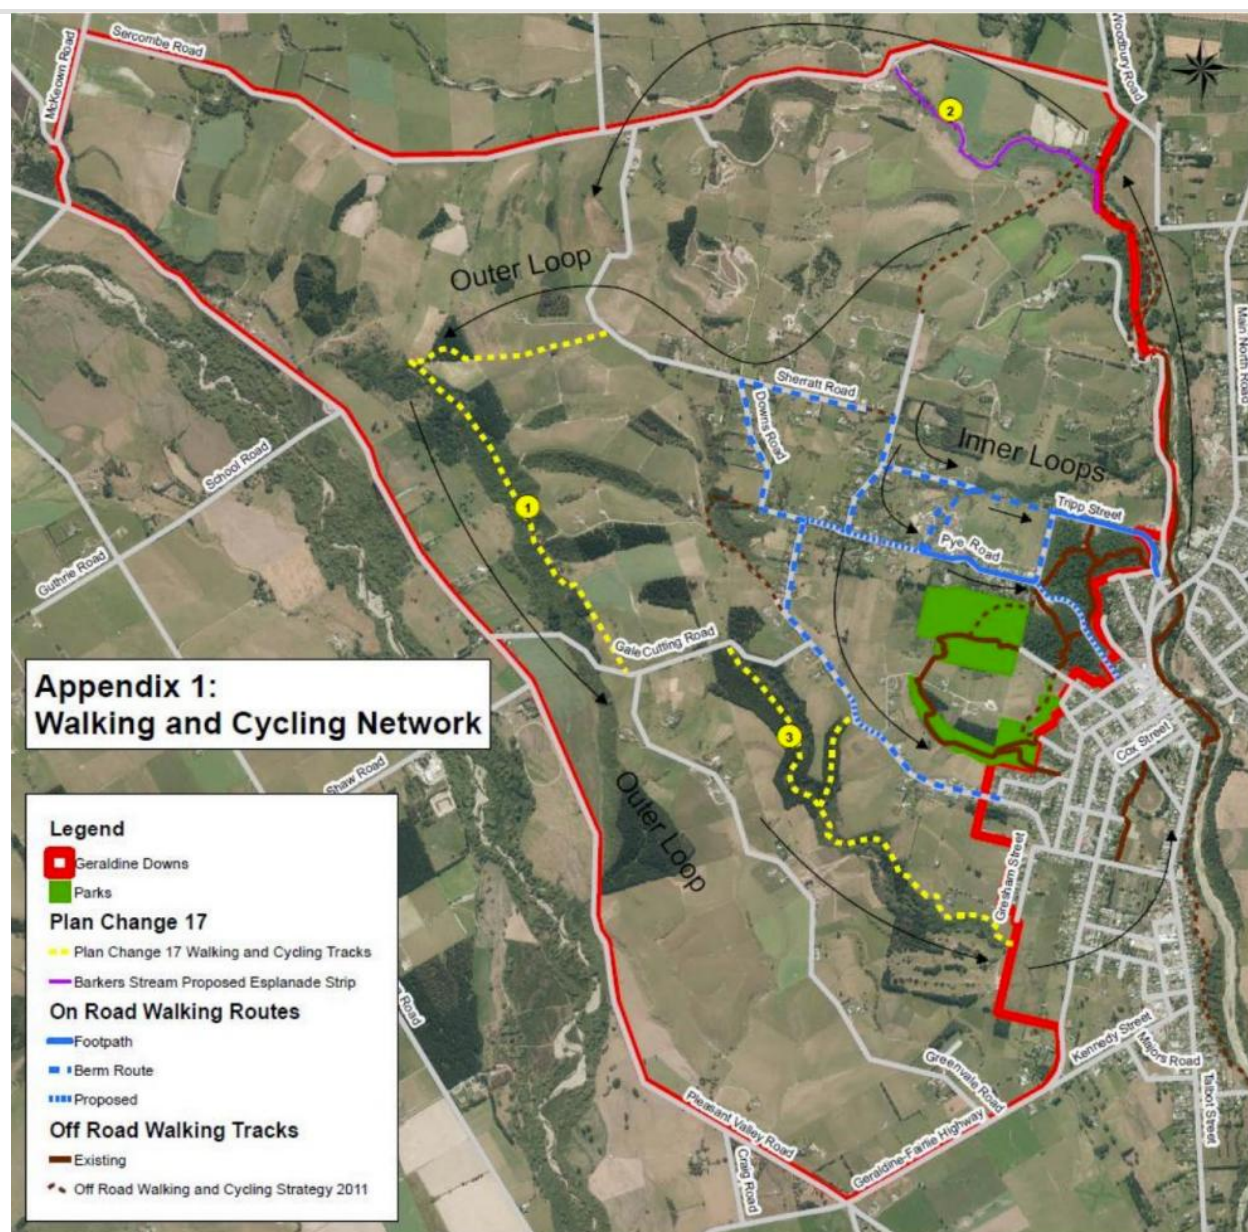 Woodbury Road
Sercombe Road
McKeown Road
2
Outer Loop
Main North Road
Sherratt Road
Downs Road
Inner Loops
School Road
1
Tripp Street
Pye Road
Guthrie Road
Gale Cutting Road
Appendix 1:
Walking and Cycling Network
3
Cox Street
Shaw Road
Outer Loop
Gresham Street
Legend
Geraldine Downs
Parks
Plan Change 17
Plan Change 17 Walking and Cycling Tracks
Barkers Stream Proposed Esplanade Strip
On Road Walking Routes
Footpath
Berm Route
Proposed
Off Road Walking Tracks
Existing
Off Road Walking and Cycling Strategy 2011
Road
Kennedy Street
Majors Road
Greenvale Road
Talbot Street
Pleasant Valley Road
Geraldine-Fairlie Highway
Craig Road